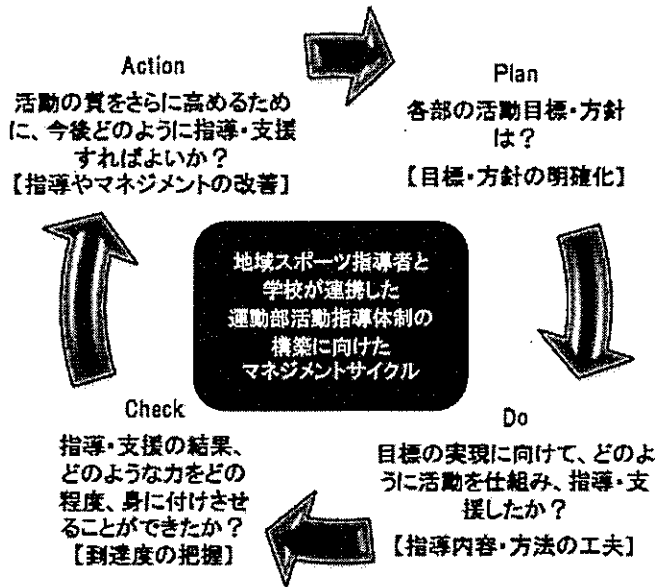 Action
活動の質をさらに高めるため
に、今後どのように指導・支援
すればよいか？
【指導やマネジメントの改善】
Plan
各部の活動目標・方針
は？
【目標・方針の明確化】
地域スポーツ指導者と
学校が連携した
運動部活動指導体制の
構築に向けた
マネジメントサイクル
Do
目標の実現に向けて、どのよ
うに活動を仕組み、指導・支
援したか？
【指導内容・方法の工夫】
Check
指導・支援の結果、
どのような力をどの
程度、身に付けさせ
ることができたか？
【到達度の把握】